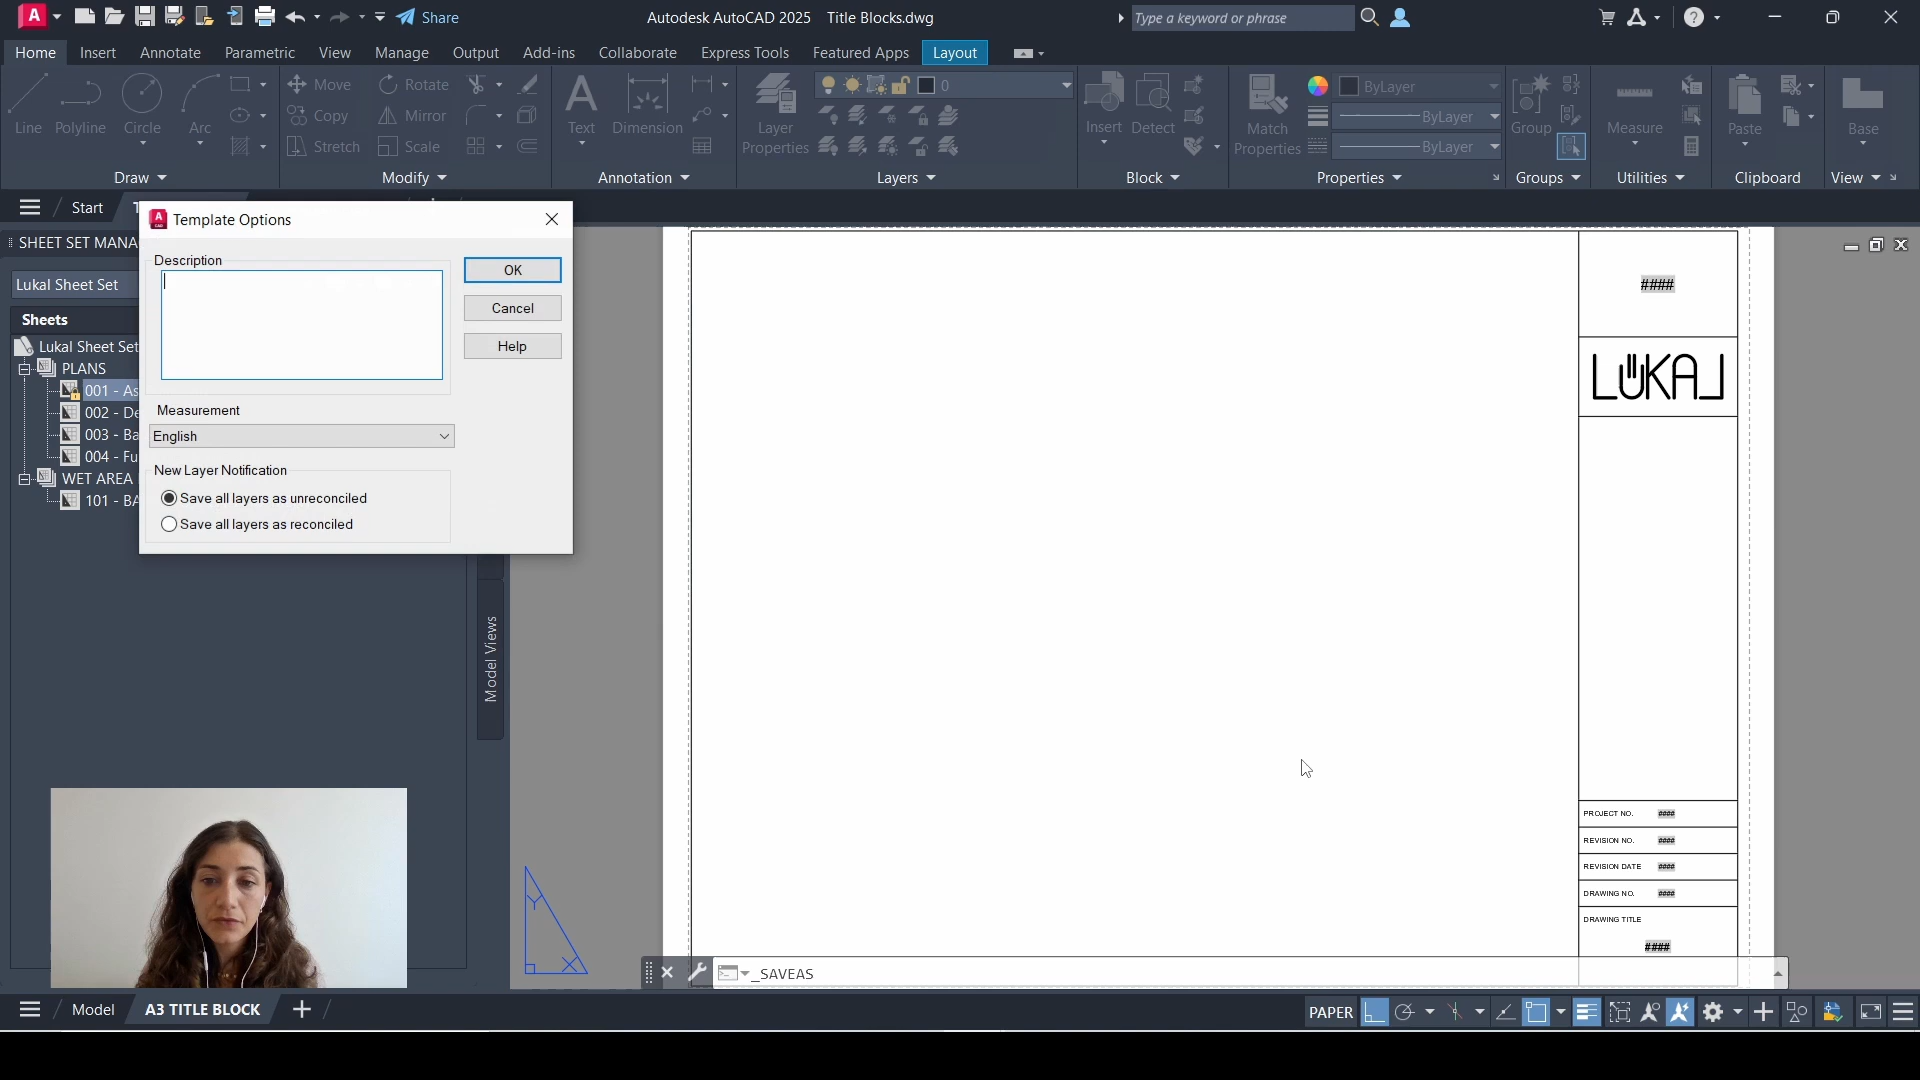 Share
Autodesk AutoCAD 2025 Title Blocks.dwg
Type a keyword or phrase
Home Insert Annotate Parametric View Manage Output Add-ins Collaborate Express Tools Featured Apps Layout
Line Polyline Circle Arc
Move Rotate
Copy Mirror
Stretch Scale
Text Dimension
Layer Properties
0
Insert Detect
Match Properties
ByLayer
ByLayer
ByLayer
Group
Measure
Paste
Base
Draw Modify Annotation Layers Block Properties Groups Utilities Clipboard View
Start T
SHEET SET MANA
Lukal Sheet Set
Sheets
Lukal Sheet Set
PLANS
001 - As
002 - De
003 - Ba
004 - Fu
WET AREA
101 - BA
Model Views
Template Options
Description
OK
Cancel
Help
Measurement
English
New Layer Notification
Save all layers as unreconciled
Save all layers as reconciled
####
LUKAL
PROJECT NO. ####
REVISION NO. ####
REVISION DATE ####
DRAWING NO. ####
DRAWING TITLE
####
Y
X
_SAVEAS
Model A3 TITLE BLOCK
PAPER